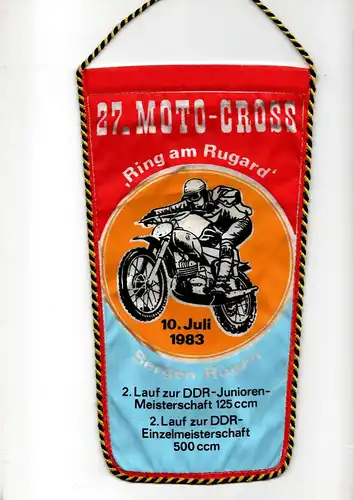 27. MOTO-CROSS
‚Ring am Rugard‘
10. Juli
1983
Bergen Rügen
2. Lauf zur DDR-Junioren-
Meisterschaft 125 ccm
2. Lauf zur DDR-
Einzelmeisterschaft
500 ccm